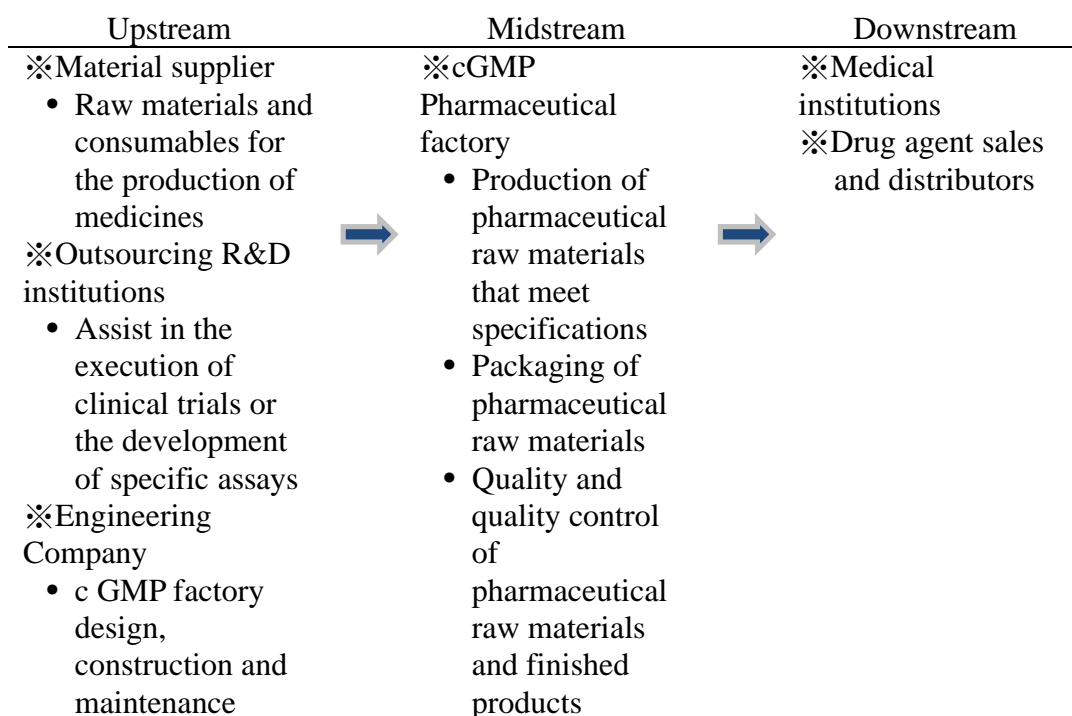 Upstream
Midstream
Downstream
※Material supplier
• Raw materials and
consumables for
the production of
medicines
※Outsourcing R&D
institutions
• Assist in the
execution of
clinical trials or
the development
of specific assays
※Engineering
Company
• c GMP factory
design,
construction and
maintenance
※cGMP
Pharmaceutical
factory
• Production of
pharmaceutical
raw materials
that meet
specifications
• Packaging of
pharmaceutical
raw materials
• Quality and
quality control
of
pharmaceutical
raw materials
and finished
products
※Medical
institutions
※Drug agent sales
and distributors